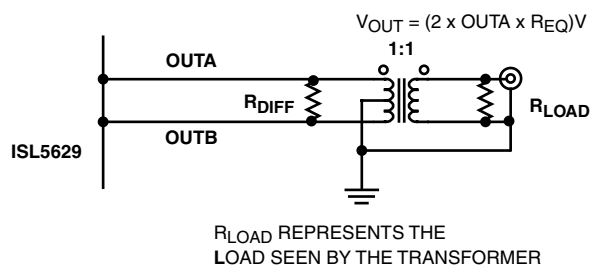 VOUT = (2 x OUTA x REQ)V
1:1
OUTA
RDIFF
RLOAD
OUTB
ISL5629
RLOAD REPRESENTS THE
LOAD SEEN BY THE TRANSFORMER